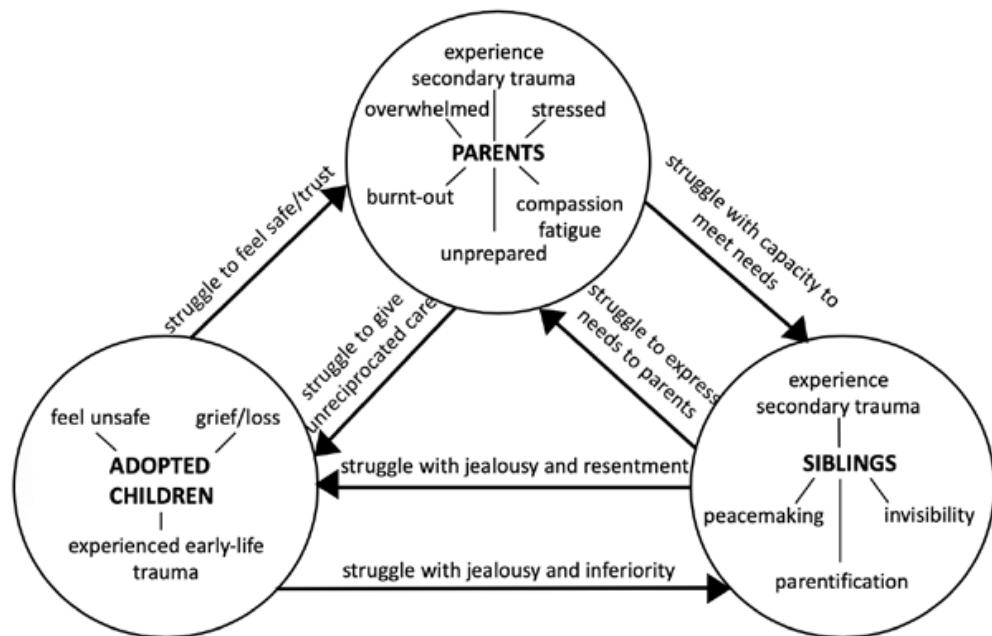 experience
secondary trauma
overwhelmed
stressed
PARENTS
burnt-out
compassion
fatigue
unprepared
struggle to feel safe/trust
struggle with capacity to
meet needs
struggle to give
unreciprocated care
struggle to express
needs to parents
feel unsafe
grief/loss
ADOPTED
CHILDREN
experienced early-life
trauma
struggle with jealousy and resentment
struggle with jealousy and inferiority
experience
secondary trauma
SIBLINGS
peacemaking
invisibility
parentification